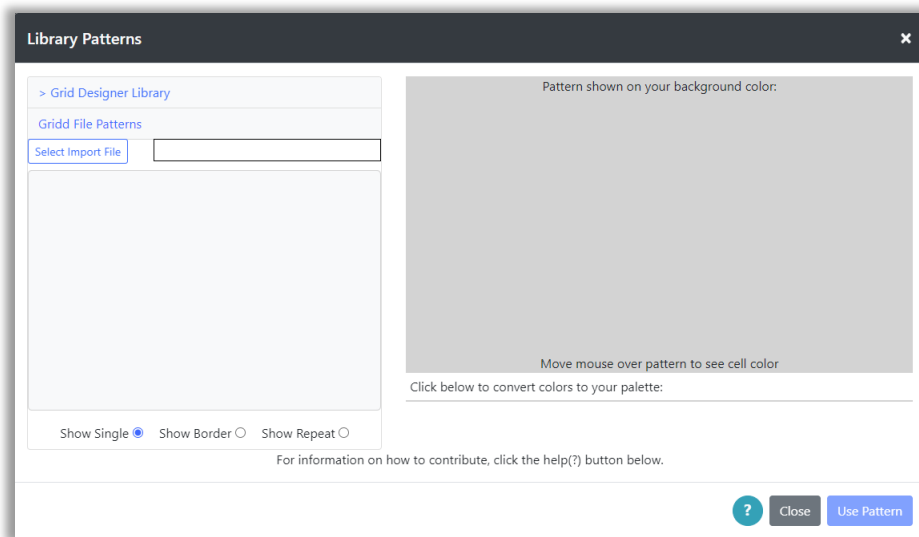 Library Patterns
×
> Grid Designer Library
Gridd File Patterns
Select Import File
Show Single Show Border Show Repeat
Pattern shown on your background color:
Move mouse over pattern to see cell color
Click below to convert colors to your palette:
For information on how to contribute, click the help(?) button below.
? Close Use Pattern